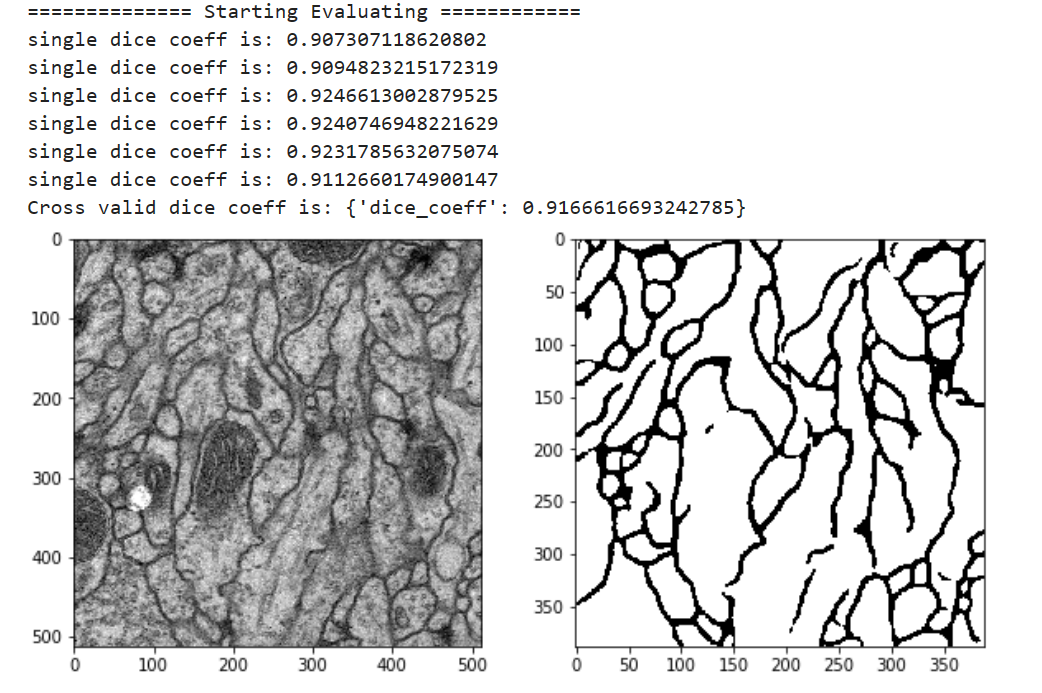 ============== Starting Evaluating ============
single dice coeff is: 0.907307118620802
single dice coeff is: 0.9094823215172319
single dice coeff is: 0.9246613002879525
single dice coeff is: 0.9240746948221629
single dice coeff is: 0.9231785632075074
single dice coeff is: 0.9112660174900147
Cross valid dice coeff is: {'dice_coeff': 0.9166616693242785}
0
100
200
300
400
500
0 100 200 300 400 500
0
50
100
150
200
250
300
350
0 50 100 150 200 250 300 350